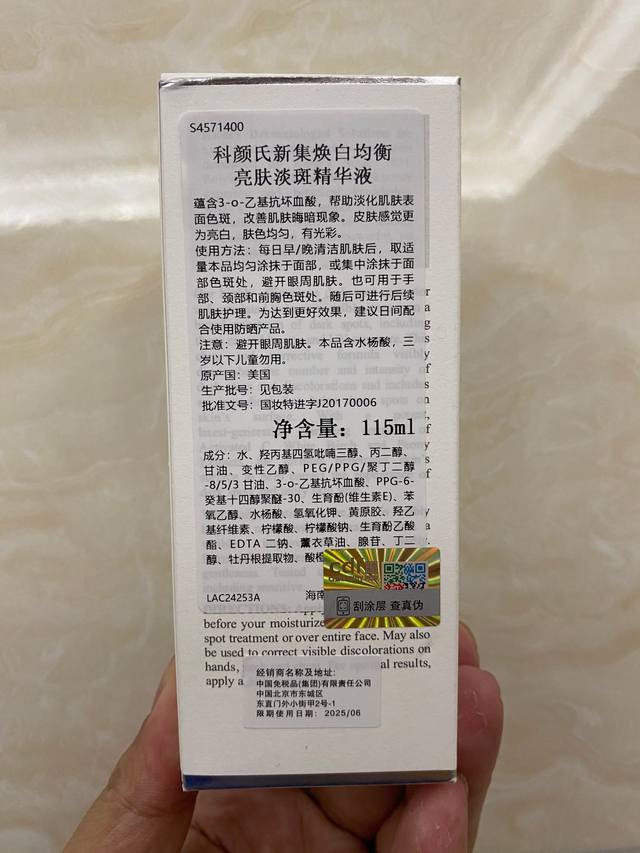 S4571400
科颜氏新集焕白均衡
亮肤淡斑精华液
蕴含3-o-乙基抗坏血酸，帮助淡化肌肤表
面色斑，改善肌肤晦暗现象。皮肤感觉更
为亮白，肤色均匀，有光彩。
使用方法：每日早/晚清洁肌肤后，取适
量本品均匀涂抹于面部，或集中涂抹于面
部色斑处，避开眼周肌肤。也可用于手
部、颈部和前胸色斑处。随后可进行后续
肌肤护理。为达到更好效果，建议日间配
合使用防晒产品。
注意：避开眼周肌肤。本品含水杨酸，三
岁以下儿童勿用。
原产国：美国
生产批号：见包装
批准文号：国妆特进字J20170006
净含量：115ml
成分：水、羟丙基四氢吡喃三醇、丙二醇、
甘油、变性乙醇、PEG/PPG/聚丁二醇
-8/5/3 甘油、3-o-乙基抗坏血酸、PPG-6-
癸基十四醇聚醚-30、生育酚(维生素E)、苯
氧乙醇、水杨酸、氢氧化钾、黄原胶、羟乙
基纤维素、柠檬酸、柠檬酸钠、生育酚乙酸
酯、EDTA 二钠、薰衣草油、腺苷、丁二
醇、牡丹根提取物、酸橙
cdf
LAC24253A
海南
刮涂层 查真伪
before your moisturize
spot treatment or over entire face. May also
be used to correct visible discolorations on
hands,
al results,
apply a
经销商名称及地址:
中国免税品(集团)有限责任公司
中国北京市东城区
东直门外小街甲2号-1
限期使用日期: 2025/06